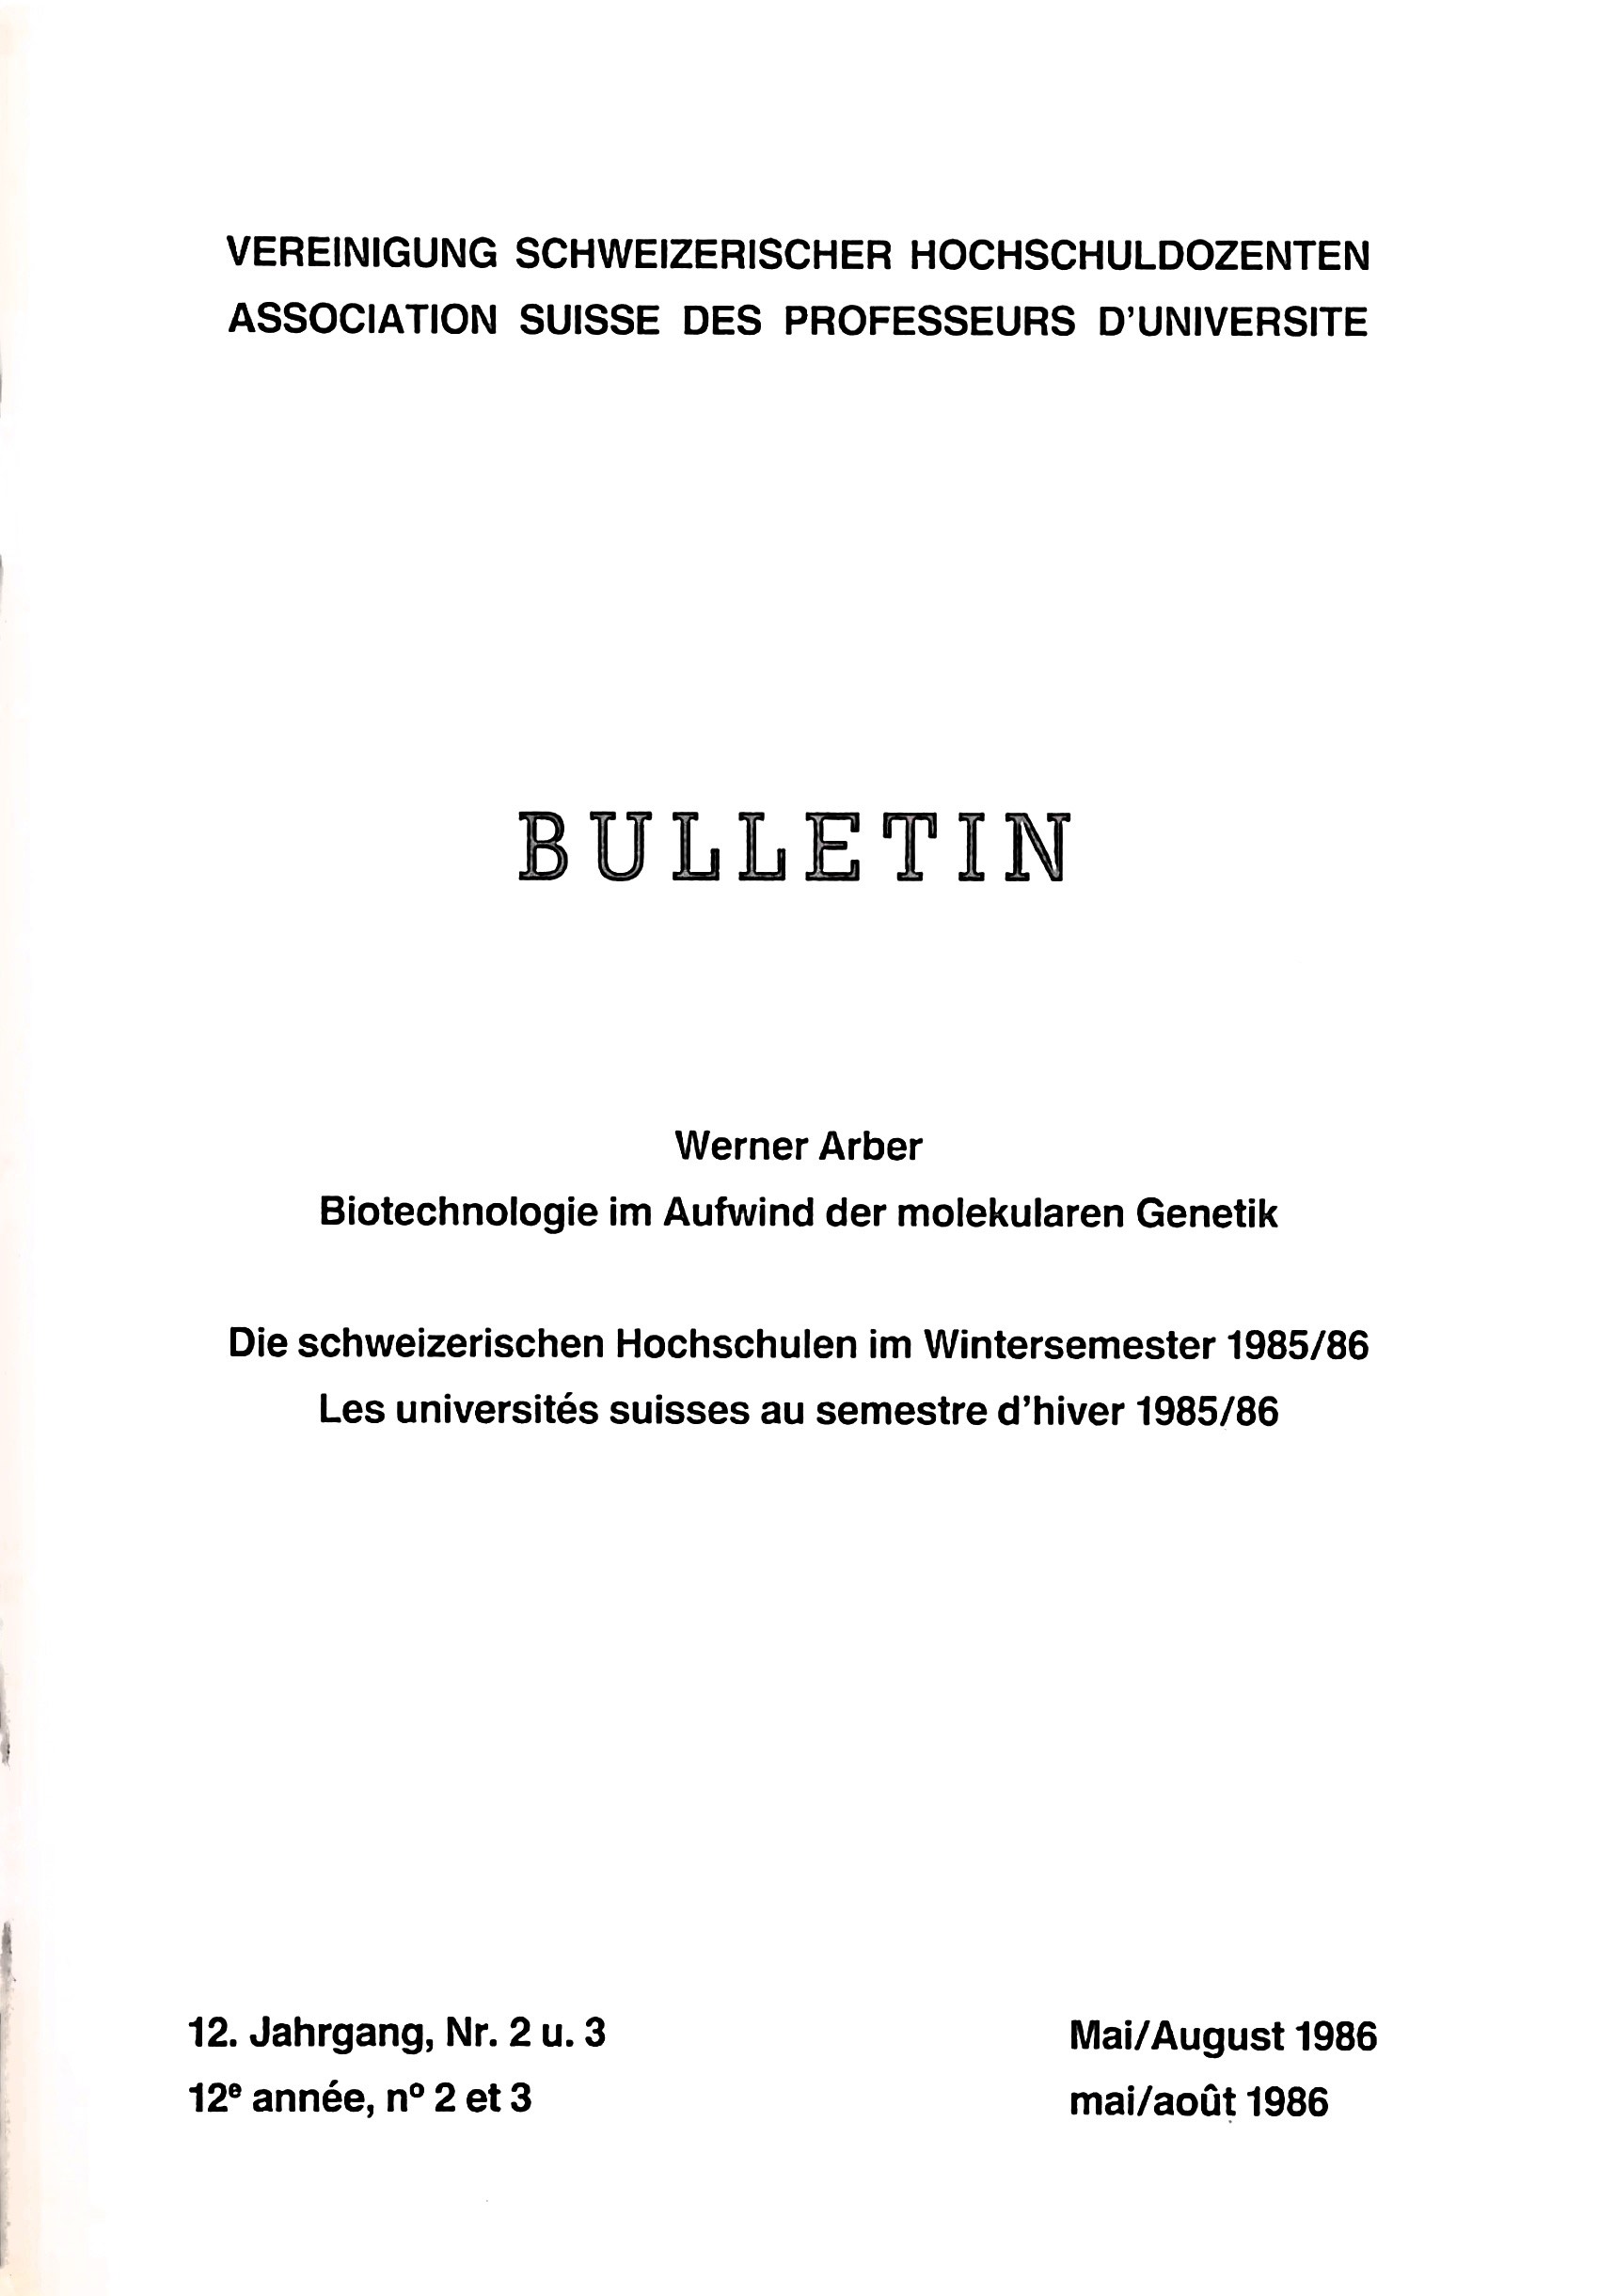 VEREINIGUNG SCHWEIZERISCHER HOCHSCHULDOZENTEN
ASSOCIATION SUISSE DES PROFESSEURS D'UNIVERSITE
BULLETIN
Werner Arber
Biotechnologie im Aufwind der molekularen Genetik
Die schweizerischen Hochschulen im Wintersemester 1985/86
Les universités suisses au semestre d'hiver 1985/86
12. Jahrgang, Nr. 2 u. 3
12e année, no 2 et 3
Mai/August 1986
mai/août 1986